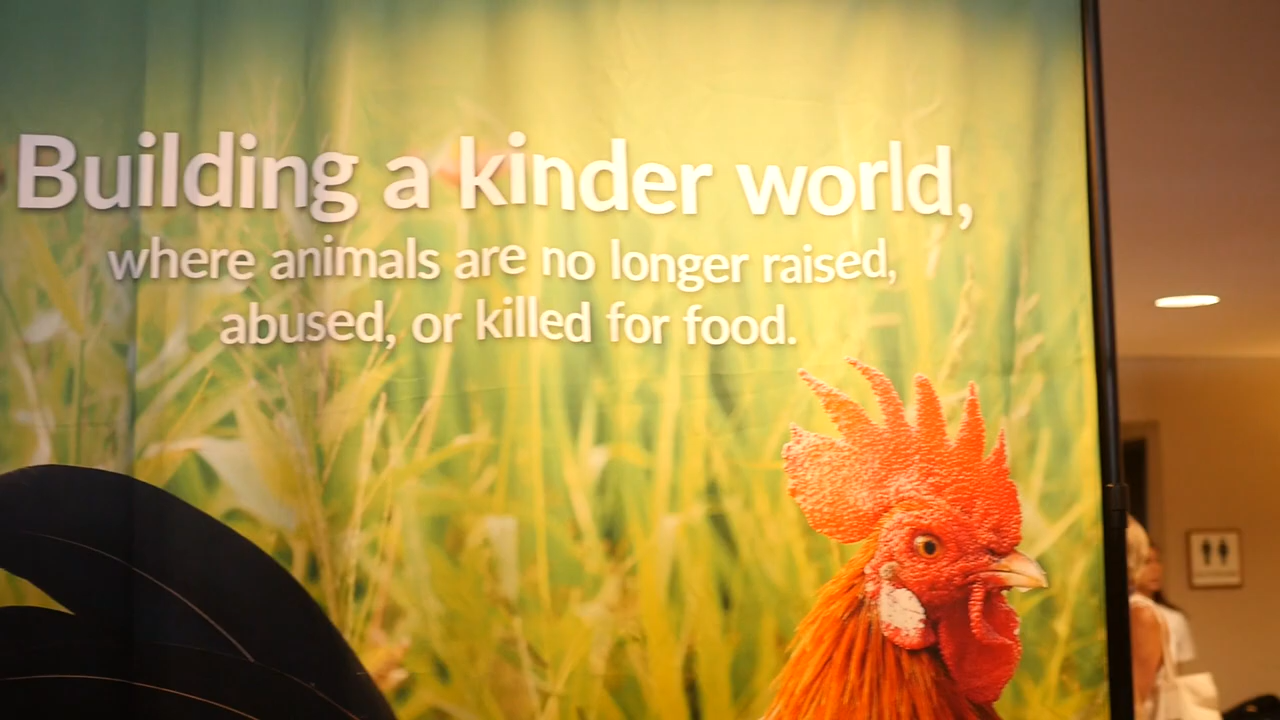 Building a kinder world,
where animals are no longer raised,
abused, or killed for food.